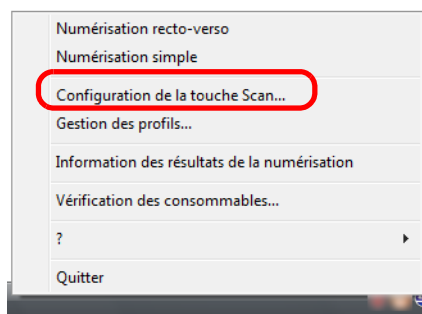 Numérisation recto-verso
Numérisation simple
Configuration de la touche Scan...
Gestion des profils...
Information des résultats de la numérisation
Vérification des consommables...
?
Quitter